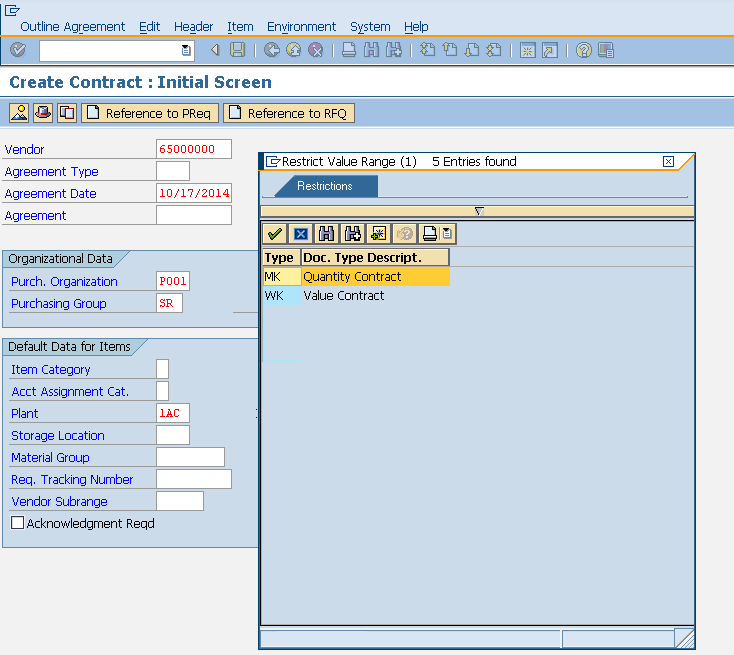 Outline Agreement Edit Header Item Environment System Help
Create Contract : Initial Screen
Reference to PReq Reference to RFQ
Vendor 65000000
Agreement Type
Agreement Date 10/17/2014
Agreement
Organizational Data
Purch. Organization P001
Purchasing Group SR
Default Data for Items
Item Category
Acct Assignment Cat.
Plant 1AC
Storage Location
Material Group
Req. Tracking Number
Vendor Subrange
Acknowledgment Reqd
Restrict Value Range (1) 5 Entries found
Restrictions
Type Doc. Type Descript.
MK Quantity Contract
WK Value Contract